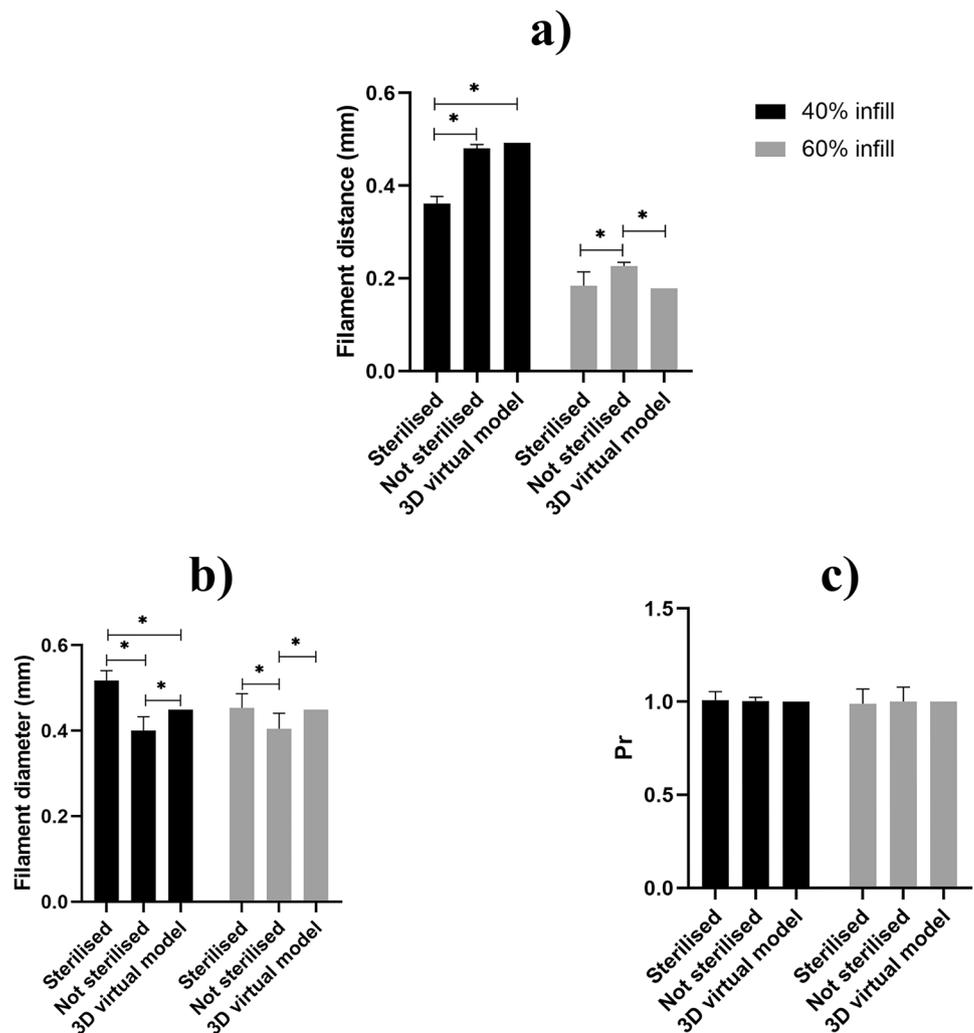 a)
Filament distance (mm)
0.6
0.4
0.2
0.0
*
*
*
*
Sterilised
Not sterilised
3D virtual model
Sterilised
Not sterilised
3D virtual model
40% infill
60% infill
b)
Filament diameter (mm)
0.6
0.4
0.2
0.0
*
*
*
*
*
Sterilised
Not sterilised
3D virtual model
Sterilised
Not sterilised
3D virtual model
c)
Pr
1.5
1.0
0.5
0.0
Sterilised
Not sterilised
3D virtual model
Sterilised
Not sterilised
3D virtual model